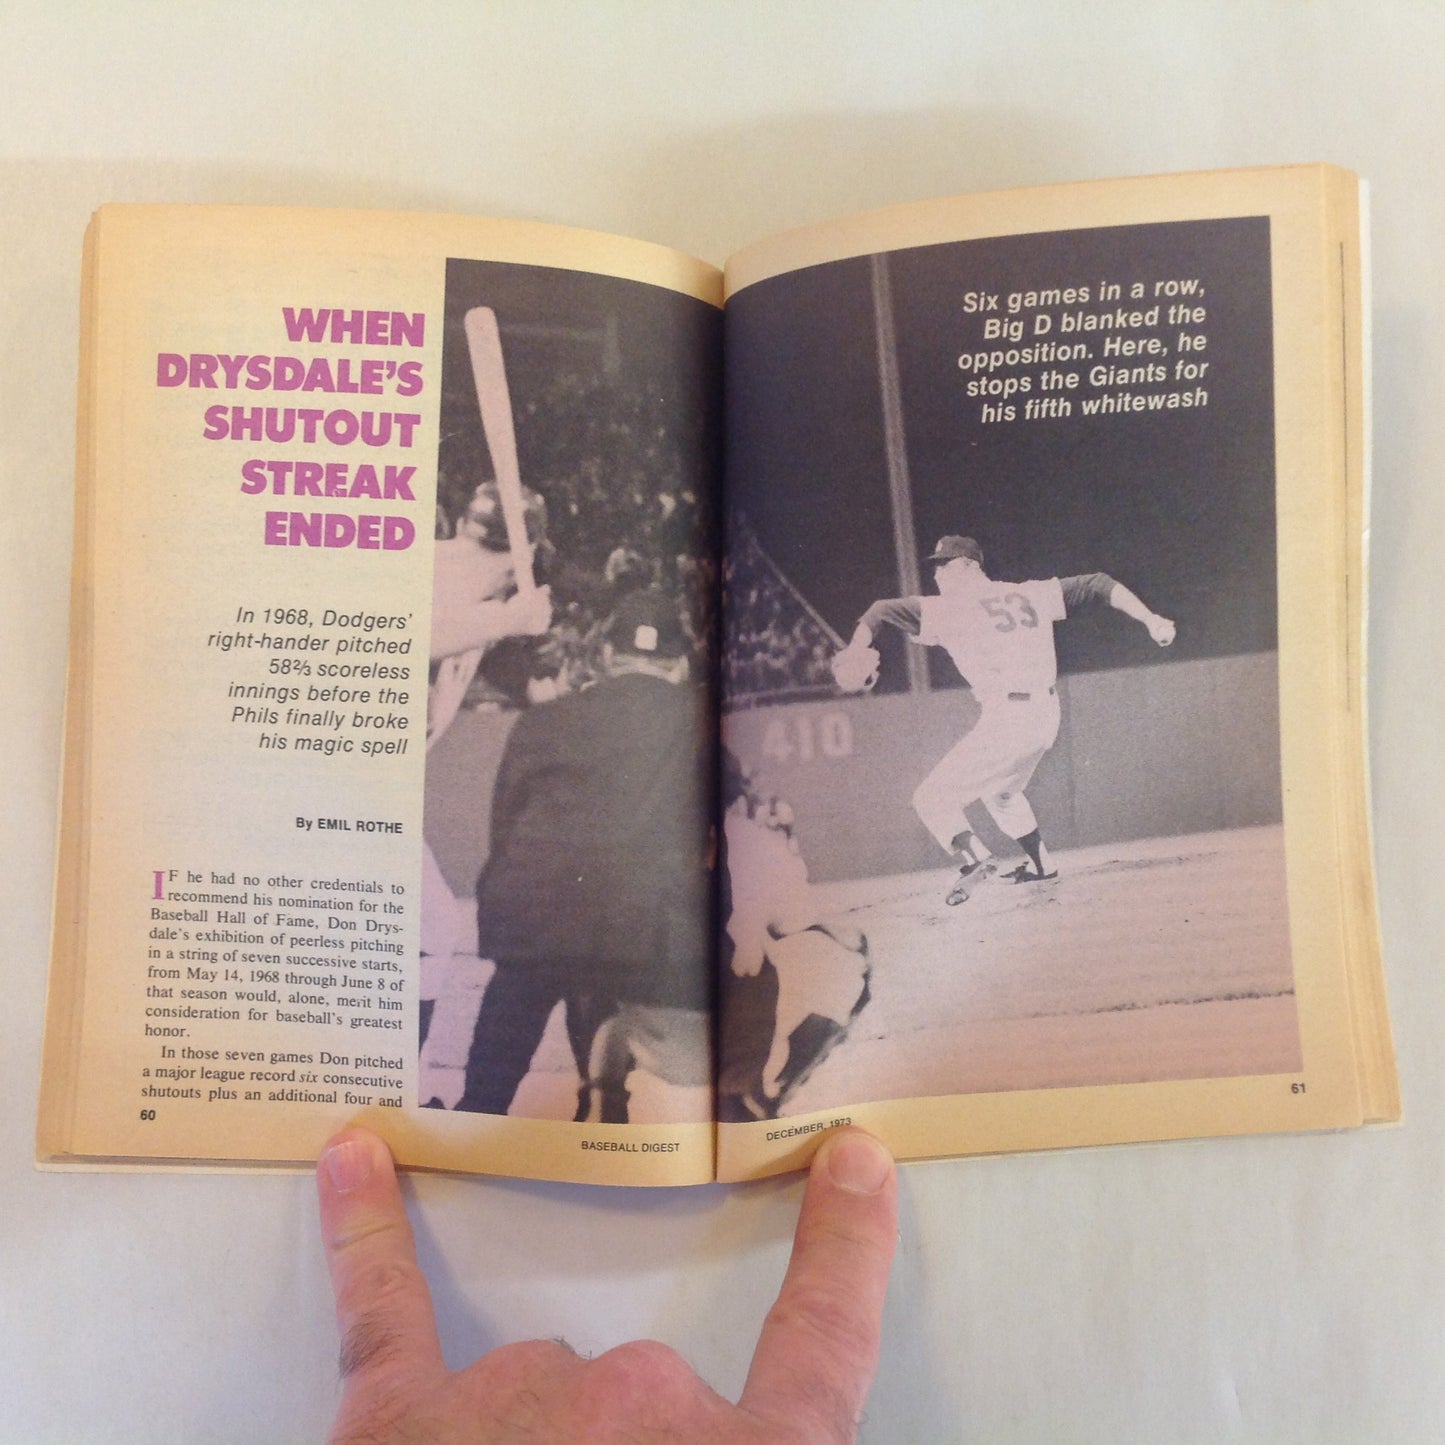 WHEN
DRYSDALE'S
SHUTOUT
STREAK
ENDED
In 1968, Dodgers'
right-hander pitched
58⅔ scoreless
innings before the
Phils finally broke
his magic spell
By EMIL ROTHE
IF he had no other credentials to
recommend his nomination for the
Baseball Hall of Fame, Don Drys-
dale's exhibition of peerless pitching
in a string of seven successive starts,
from May 14, 1968 through June 8 of
that season would, alone, merit him
consideration for baseball's greatest
honor.
In those seven games Don pitched
a major league record six consecutive
shutouts plus an additional four and
60
BASEBALL DIGEST
Six games in a row,
Big D blanked the
opposition. Here, he
stops the Giants for
his fifth whitewash
53
410
DECEMBER, 1973
61